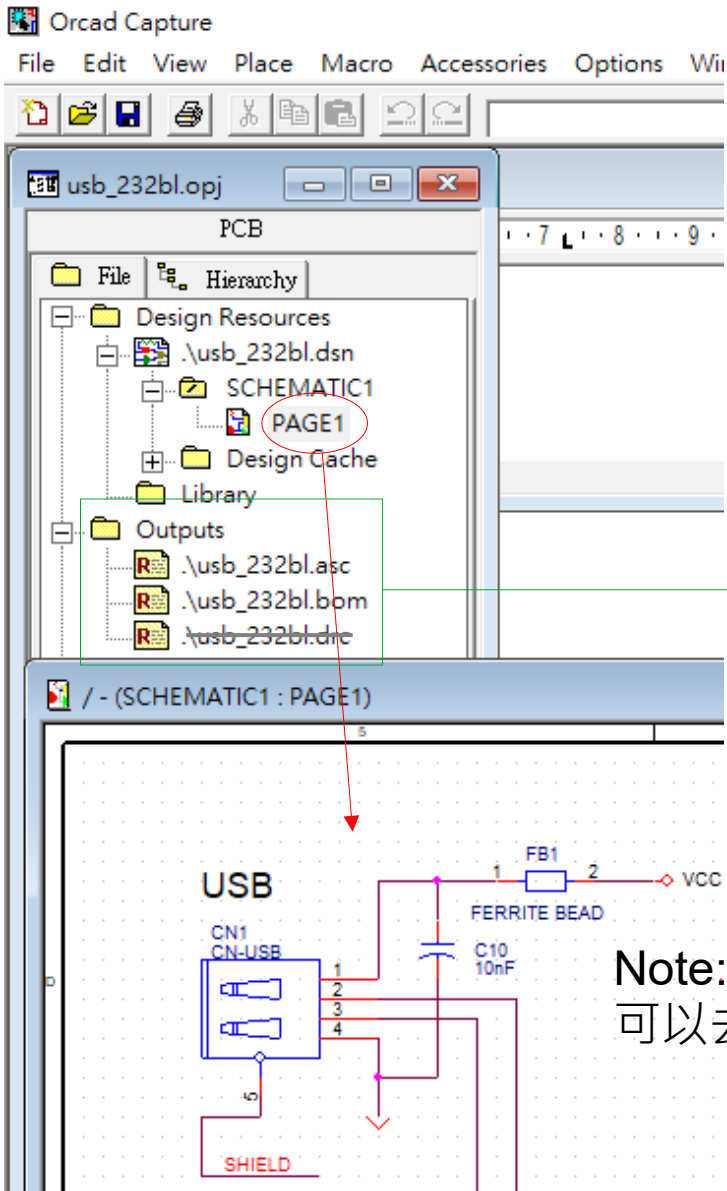 Orcad Capture
File Edit View Place Macro Accessories Options
usb_232bl.opj
PCB
7 8 9
File Hierarchy
Design Resources
.\usb_232bl.dsn
SCHEMATIC1
PAGE1
Design Cache
Library
Outputs
.\usb_232bl.asc
.\usb_232bl.bom
.\usb_232bl.drc
/ - (SCHEMATIC1 : PAGE1)
5
FB1
1 2 VCC
USB
FERRITE BEAD
CN1
CN-USB
C10
10nF
Note:
可以
1
2
3
4
D
5
SHIELD